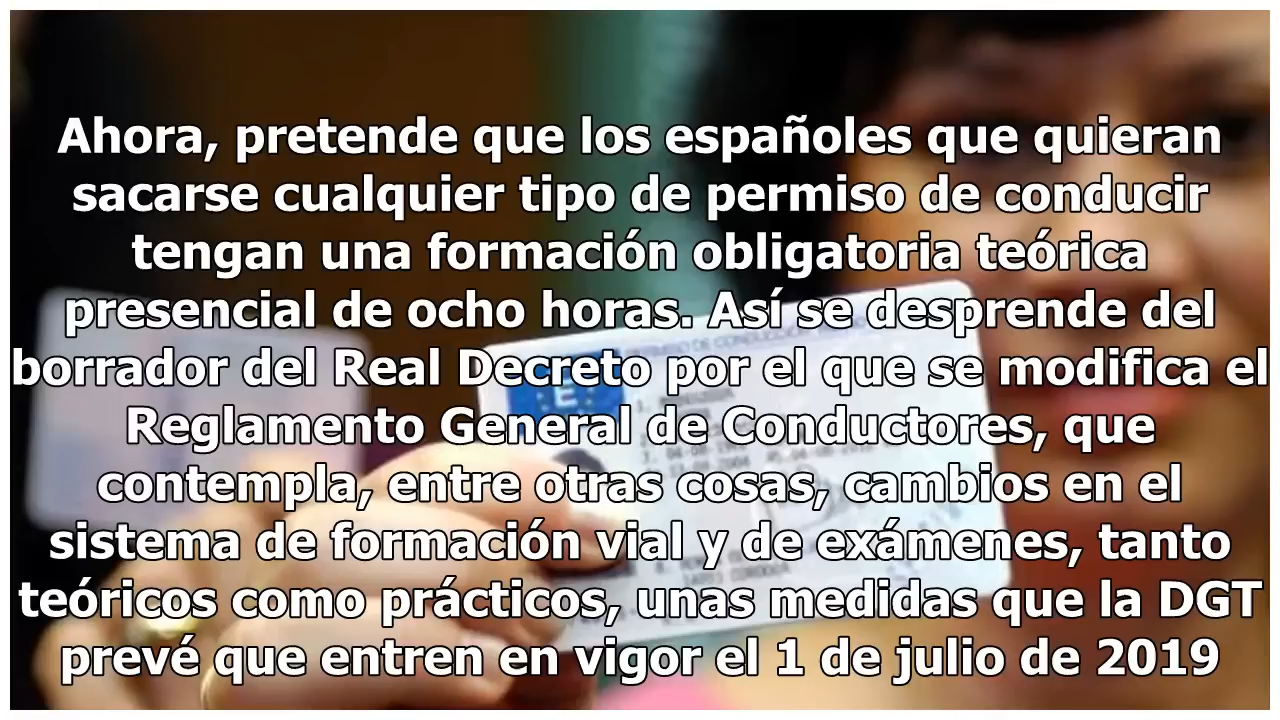 Ahora, pretende que los españoles que quieran
sacarse cualquier tipo de permiso de conducir
tengan una formación obligatoria teórica
presencial de ocho horas. Así se desprende del
borrador del Real Decreto por el que se modifica el
Reglamento General de Conductores, que
contempla, entre otras cosas, cambios en el
sistema de formación vial y de exámenes, tanto
teóricos como prácticos, unas medidas que la DGT
prevé que entren en vigor el 1 de julio de 2019
E